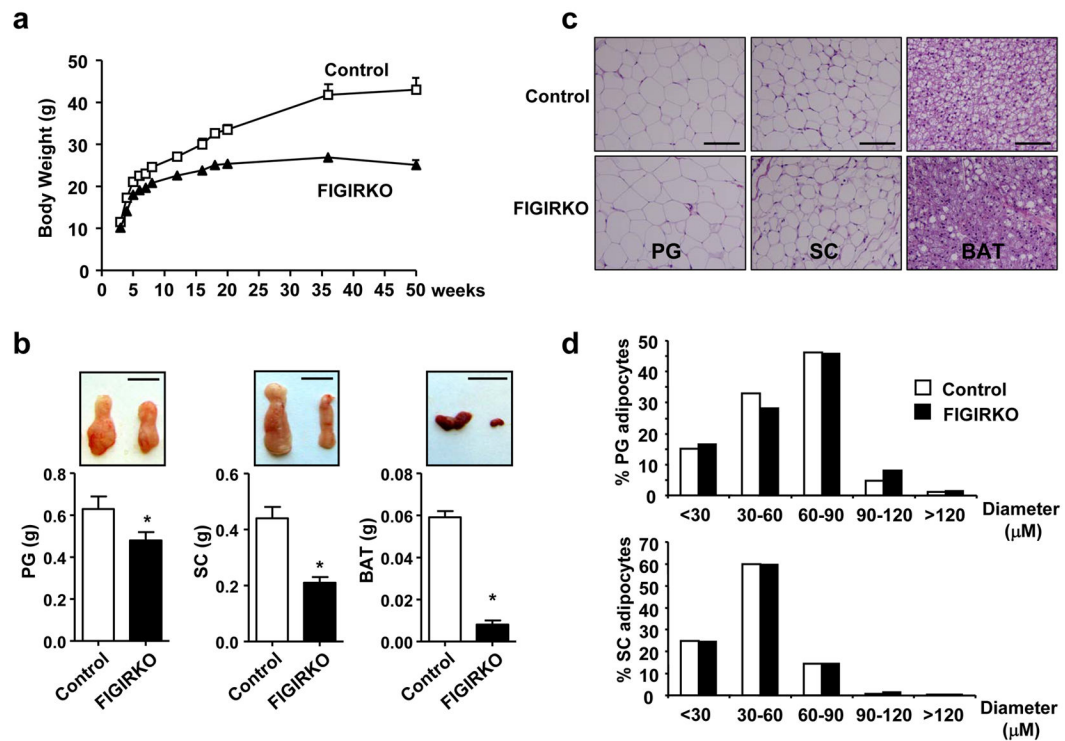 a
Body Weight (g)
50
40
30
20
10
0
Control
FIGIRKO
0 5 10 15 20 25 30 35 40 45 50 weeks
b
PG (g)
0.8
0.6
0.4
0.2
0.0
*
Control
FIGIRKO
SC (g)
0.6
0.4
0.2
0.0
*
Control
FIGIRKO
BAT (g)
0.08
0.06
0.04
0.02
0.00
*
Control
FIGIRKO
c
Control
FIGIRKO
PG
SC
BAT
d
% PG adipocytes
50
40
30
20
10
0
Control
FIGIRKO
<30 30-60 60-90 90-120 >120
Diameter
(µM)
% SC adipocytes
70
60
50
40
30
20
10
0
<30 30-60 60-90 90-120 >120
Diameter
(µM)